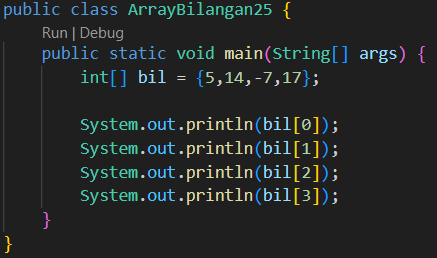 public class ArrayBilangan25 {
Run | Debug
public static void main(String[] args) {
int[] bil = {5,14,-7,17};
System.out.println(bil[0]);
System.out.println(bil[1]);
System.out.println(bil[2]);
System.out.println(bil[3]);
}
}